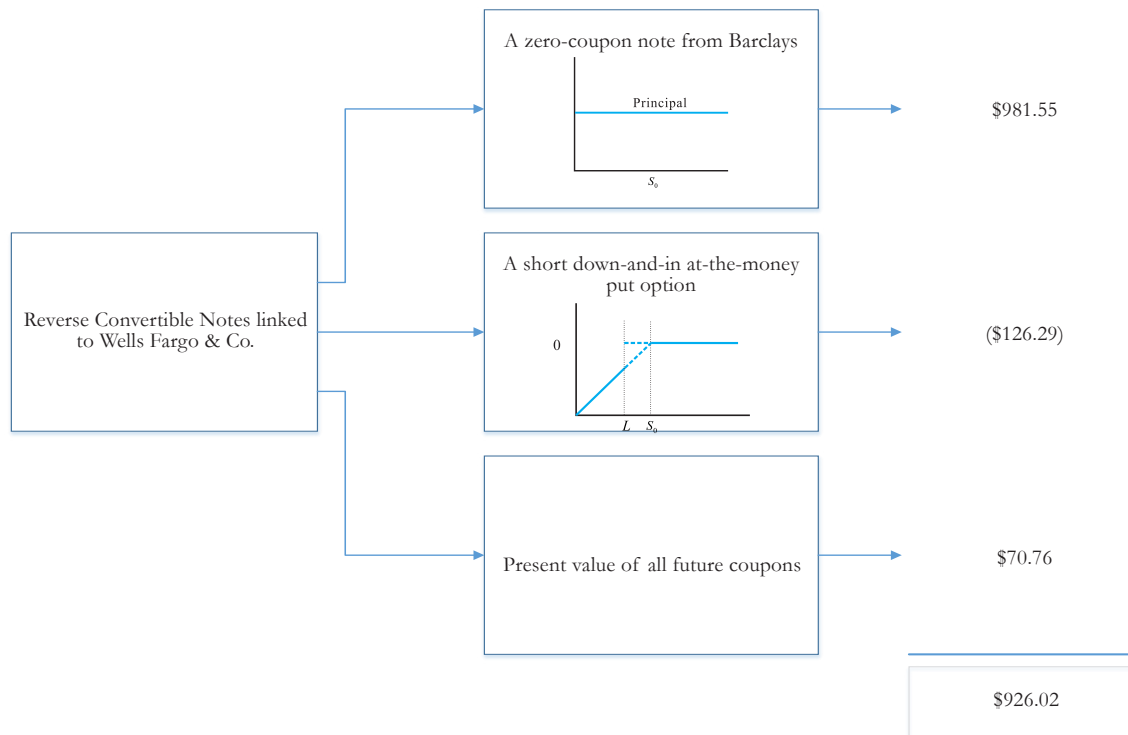 A zero-coupon note from Barclays
Principal
S₀
$981.55
Reverse Convertible Notes linked
to Wells Fargo & Co.
A short down-and-in at-the-money
put option
0
L S₀
($126.29)
Present value of all future coupons
$70.76
$926.02